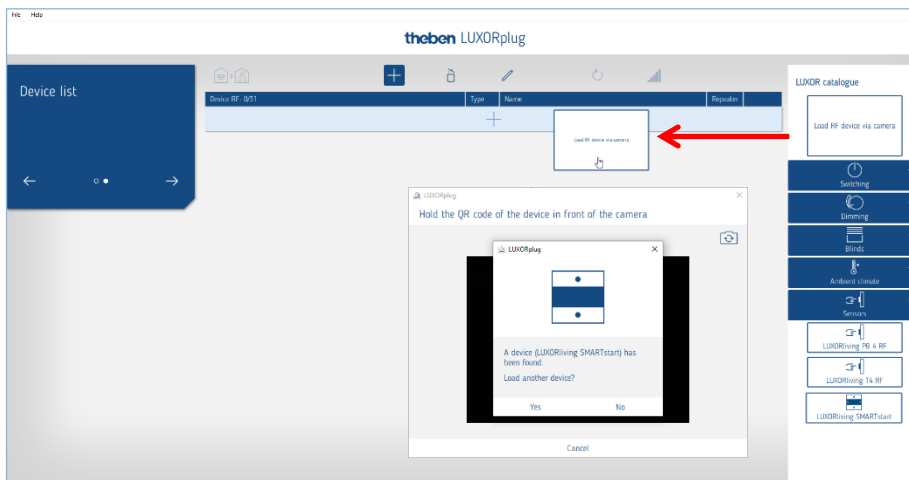 File Help
theben LUXORplug
Device list
Device RF: 0/31 Type Name Repeater
Load RF device via camera
LUXORplug
Hold the QR code of the device in front of the camera
LUXORplug
A device (LUXORliving SMARTstart) has
been found.
Load another device?
Yes No
Cancel
LUXOR catalogue
Load RF device via camera
Switching
Dimming
Blinds
Ambient climate
Sensors
LUXORliving PB 4 RF
LUXORliving T4 RF
LUXORliving SMARTstart